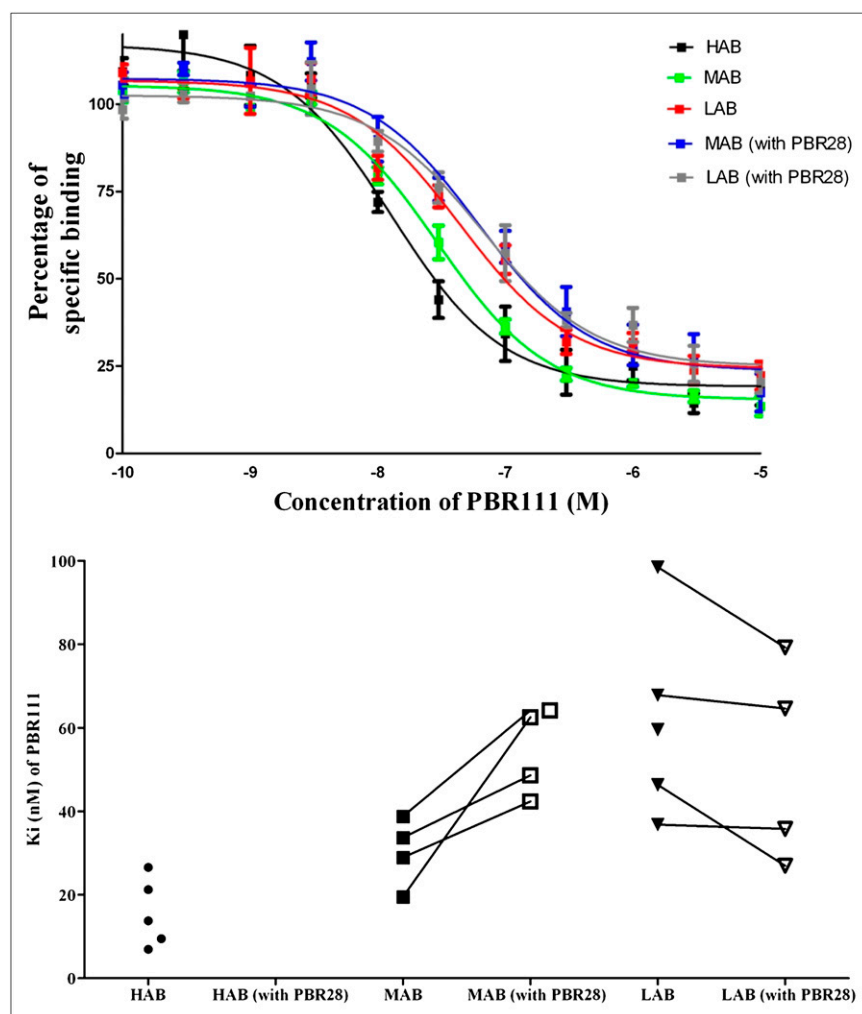 HAB
MAB
LAB
MAB (with PBR28)
LAB (with PBR28)
Percentage of
specific binding
100
75
50
25
0
-10 -9 -8 -7 -6 -5
Concentration of PBR111 (M)
Ki (nM) of PBR111
100
80
60
40
20
0
HAB HAB (with PBR28) MAB MAB (with PBR28) LAB LAB (with PBR28)